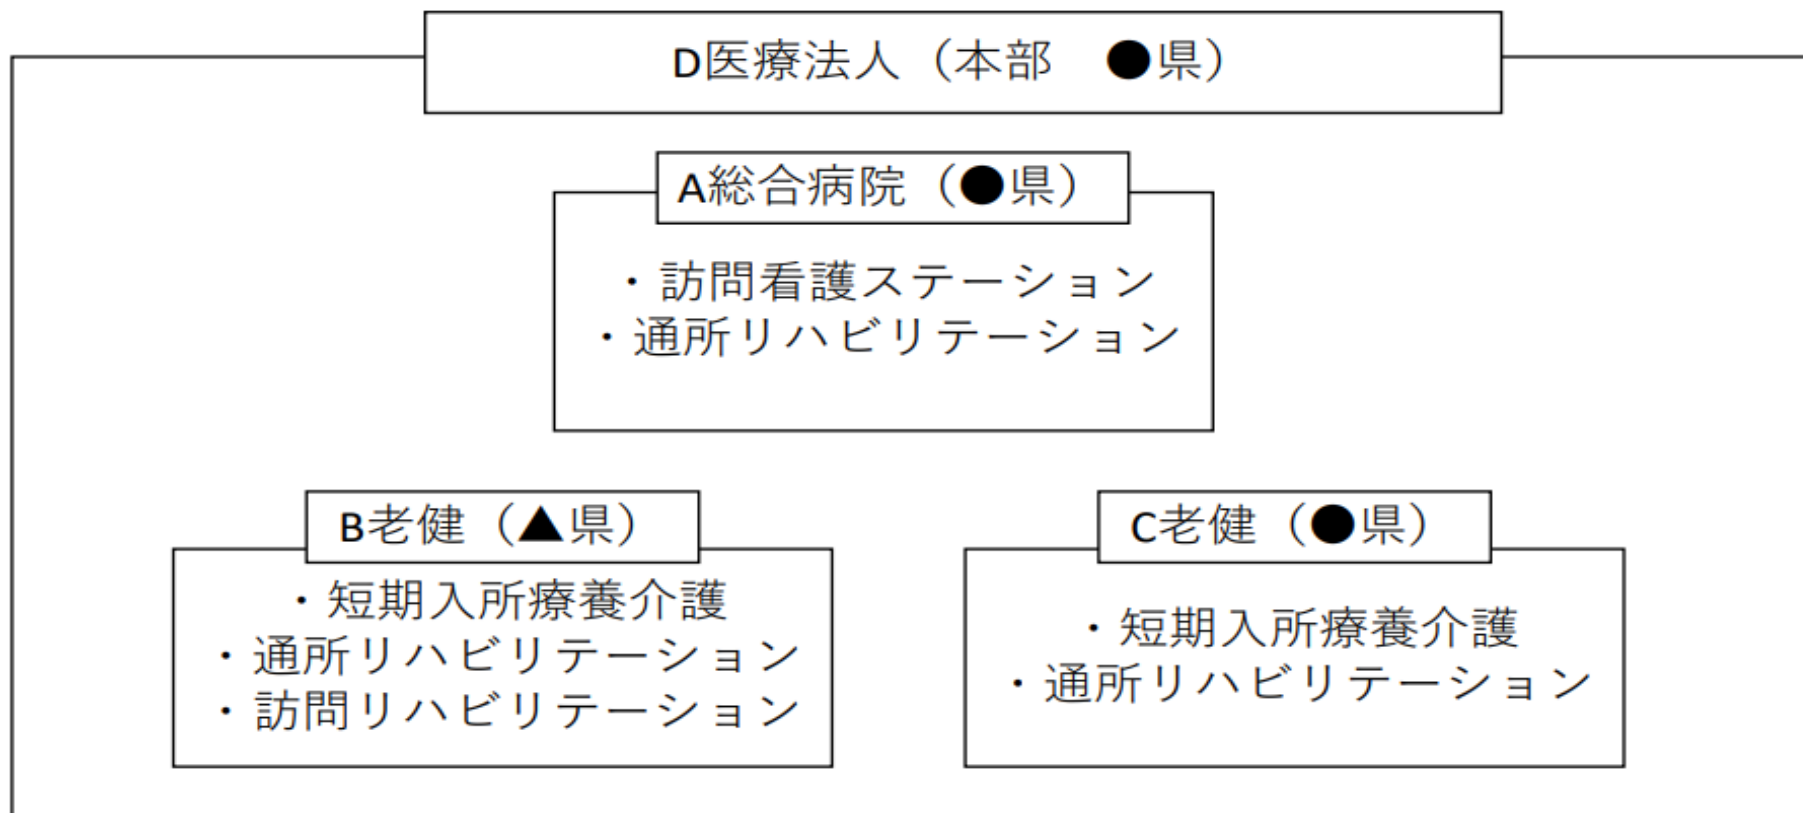 D医療法人（本部　●県）
A総合病院（●県）
・訪問看護ステーション
・通所リハビリテーション
B老健（▲県）
・短期入所療養介護
・通所リハビリテーション
・訪問リハビリテーション
C老健（●県）
・短期入所療養介護
・通所リハビリテーション